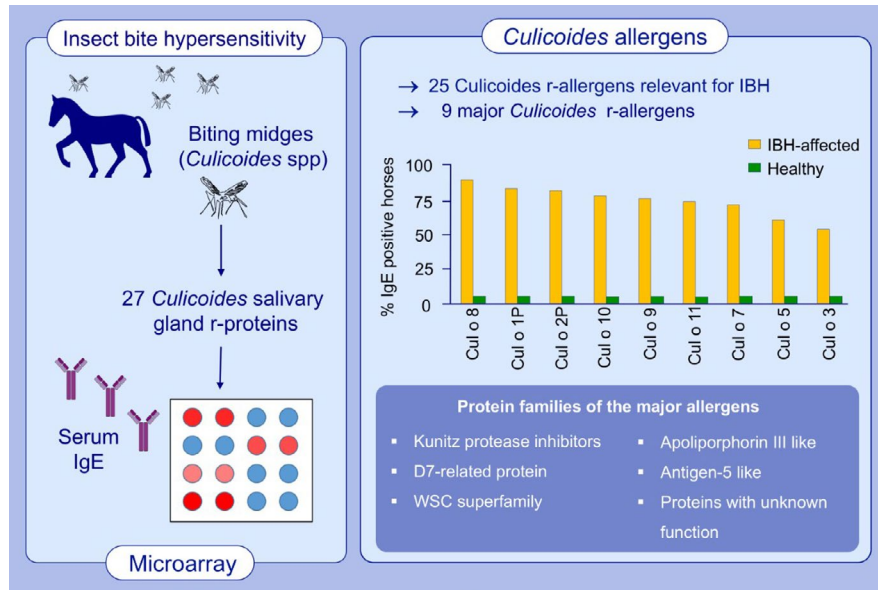 Insect bite hypersensitivity
Biting midges
(Culicoides spp)
27 Culicoides salivary
gland r-proteins
Serum
IgE
Microarray
Culicoides allergens
→ 25 Culicoides r-allergens relevant for IBH
→ 9 major Culicoides r-allergens
IBH-affected
Healthy
% IgE positive horses
100
75
50
25
0
Cul o 8
Cul o 1P
Cul o 2P
Cul o 10
Cul o 9
Cul o 11
Cul o 7
Cul o 5
Cul o 3
Protein families of the major allergens
▪ Kunitz protease inhibitors
▪ D7-related protein
▪ WSC superfamily
▪ Apoliporphorin III like
▪ Antigen-5 like
▪ Proteins with unknown
function